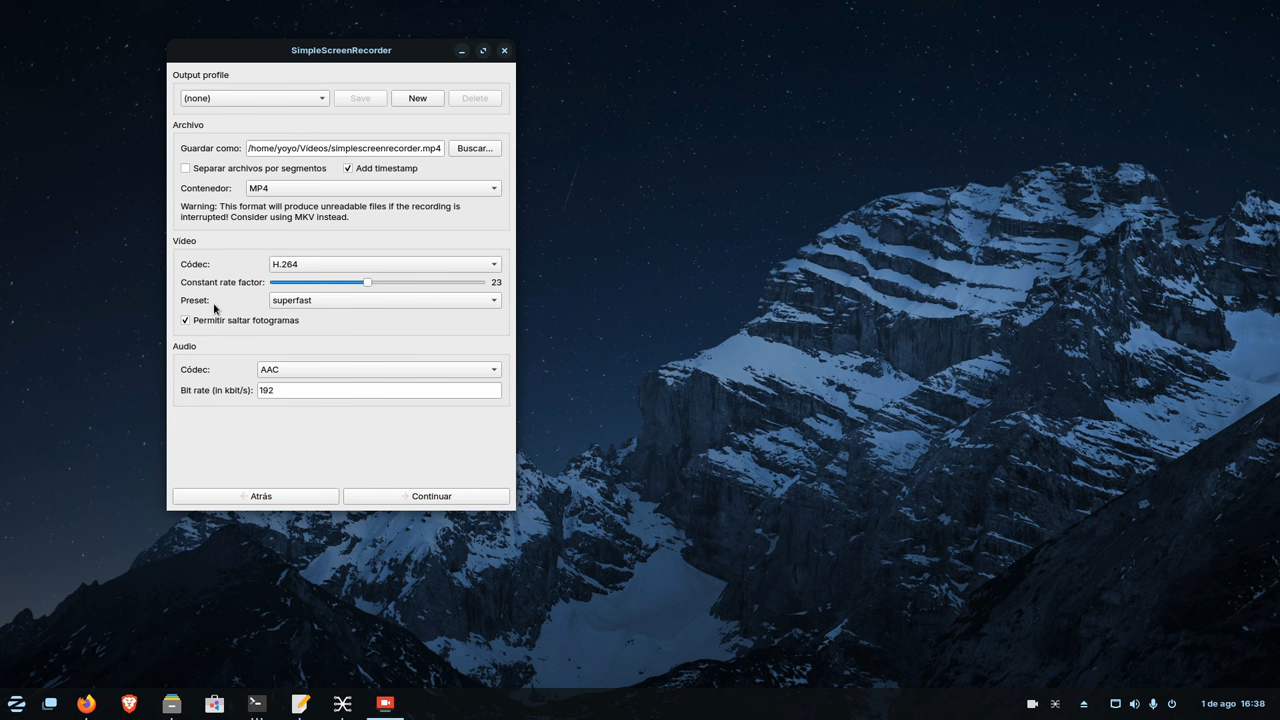 SimpleScreenRecorder
Output profile
(none) Save New Delete
Archivo
Guardar como: /home/yoyo/Vídeos/simplescreenrecorder.mp4 Buscar...
Separar archivos por segmentos Add timestamp
Contenedor: MP4
Warning: This format will produce unreadable files if the recording is
interrupted! Consider using MKV instead.
Vídeo
Códec: H.264
Constant rate factor: 23
Preset: superfast
Permitir saltar fotogramas
Audio
Códec: AAC
Bit rate (in kbit/s): 192
Atrás Continuar
1 de ago 16:38